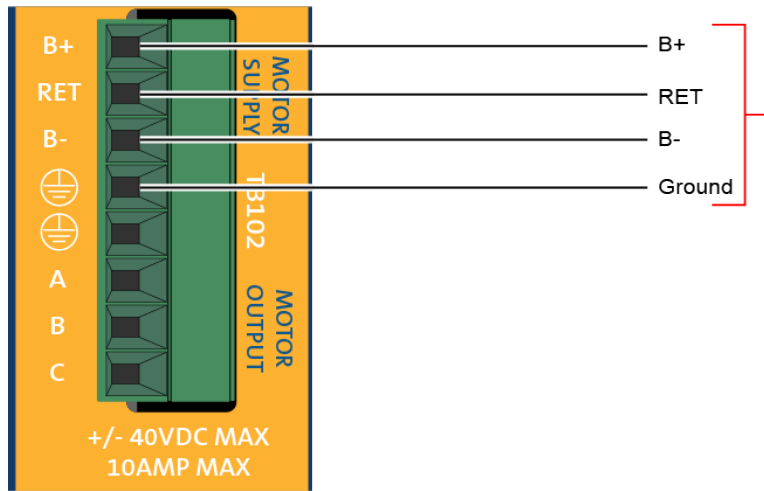 B+
RET
B-
A
B
C
MOTOR
SUPPLY
TB102
MOTOR
OUTPUT
+/- 40VDC MAX
10AMP MAX
B+
RET
B-
Ground